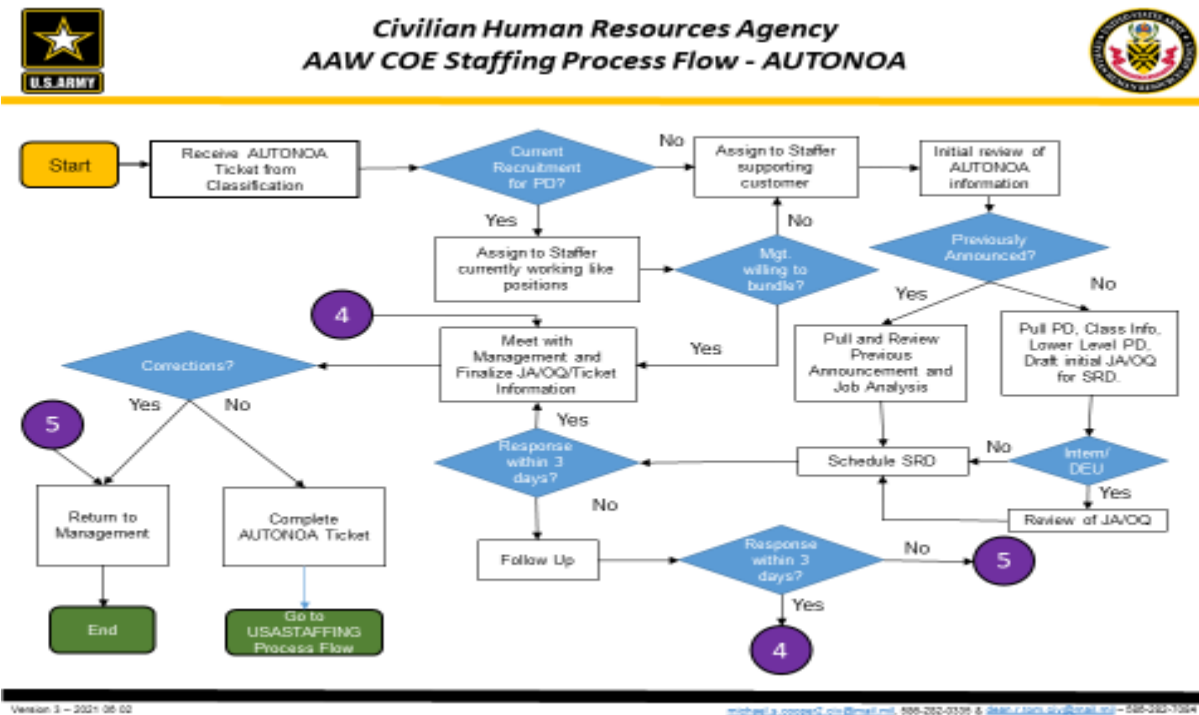 Civilian Human Resources Agency
AAW COE Staffing Process Flow - AUTONOA
U.S.ARMY
Start
Receive AUTONOA
Ticket from
Classification
Current
Recruitment
for PD?
No
Assign to Staffer
supporting
customer
Initial review of
AUTONOA
information
Yes
No
Assign to Staffer
currently working like
positions
Mgt.
willing to
bundle?
Previously
Announced?
Yes
No
4
Meet with
Management and
Finalize JA/OQ/Ticket
Information
Yes
Pull and Review
Previous
Announcement and
Job Analysis
Pull PD, Class Info,
Lower Level PD,
Draft initial JA/OQ
for SRD.
Corrections?
Yes
No
5
Yes
Response
within 3
days?
Schedule SRD
No
Intern/
DEU
Yes
Review of JA/OQ
Return to
Management
Complete
AUTONOA Ticket
No
Follow Up
Response
within 3
days?
No
5
Yes
4
End
Go to
USASTAFFING
Process Flow
Version 3 – 2021 06 02